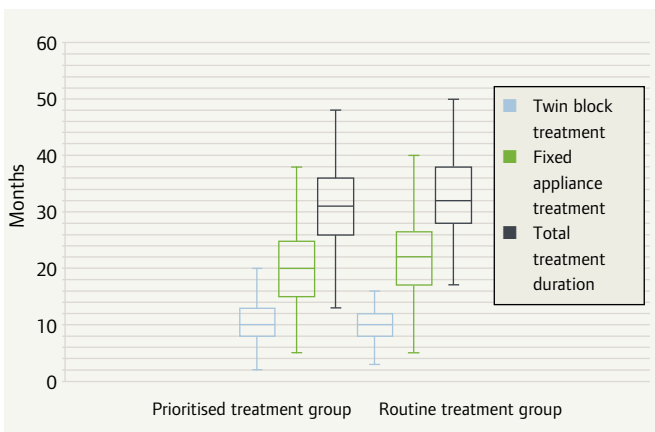 60
50
40
30
20
10
0
Months
Twin block
treatment
Fixed
appliance
treatment
Total
treatment
duration
Prioritised treatment group
Routine treatment group